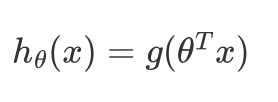 h_θ(x) = g(θ^T x)